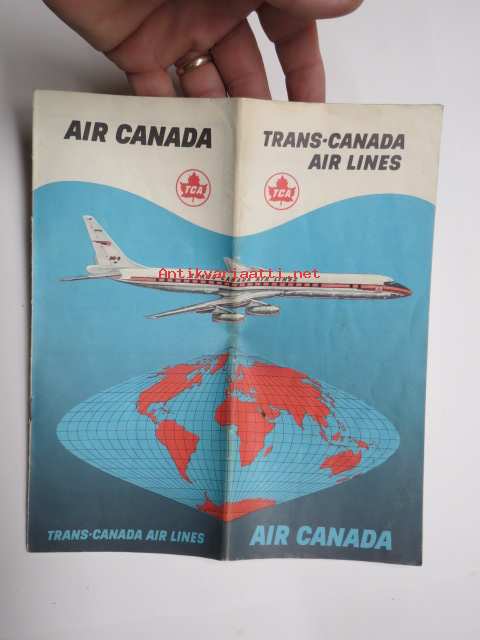 AIR CANADA
TCA
TRANS-CANADA
AIR LINES
TCA
Antikvariaatti.net
TRANS-CANADA AIR LINES
AIR CANADA